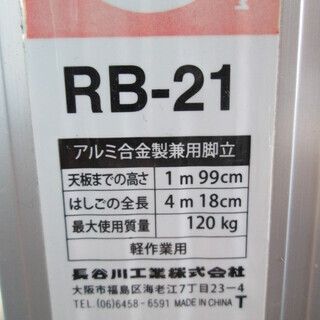 RB-21
アルミ合金製兼用脚立
天板までの高さ 1m 99cm
はしごの全長 4m 18cm
最大使用質量 120kg
軽作業用
長谷川工業株式会社
大阪市福島区海老江7丁目23-4
TEL.(06)6458-6591 MADE IN CHINA T